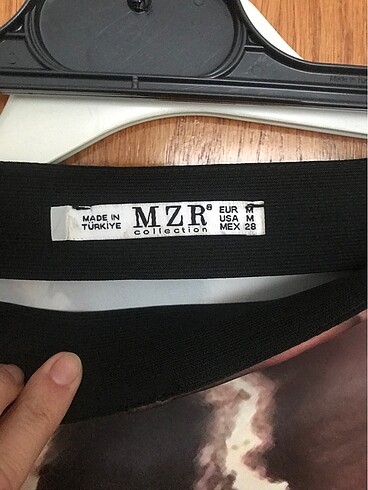 MADE IN
TÜRKİYE
MZR®
collection
EUR M
USA M
MEX 28